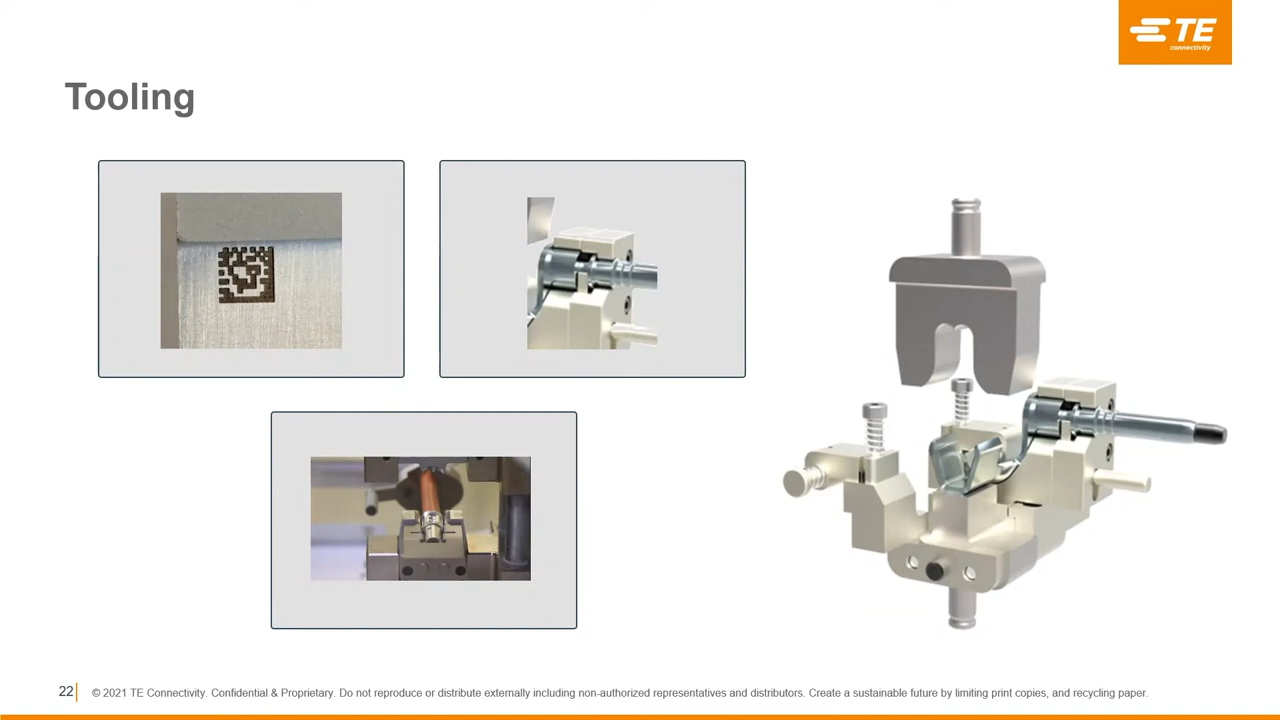 TE
connectivity
Tooling
22
© 2021 TE Connectivity. Confidential & Proprietary. Do not reproduce or distribute externally including non-authorized representatives and distributors. Create a sustainable future by limiting print copies, and recycling paper.